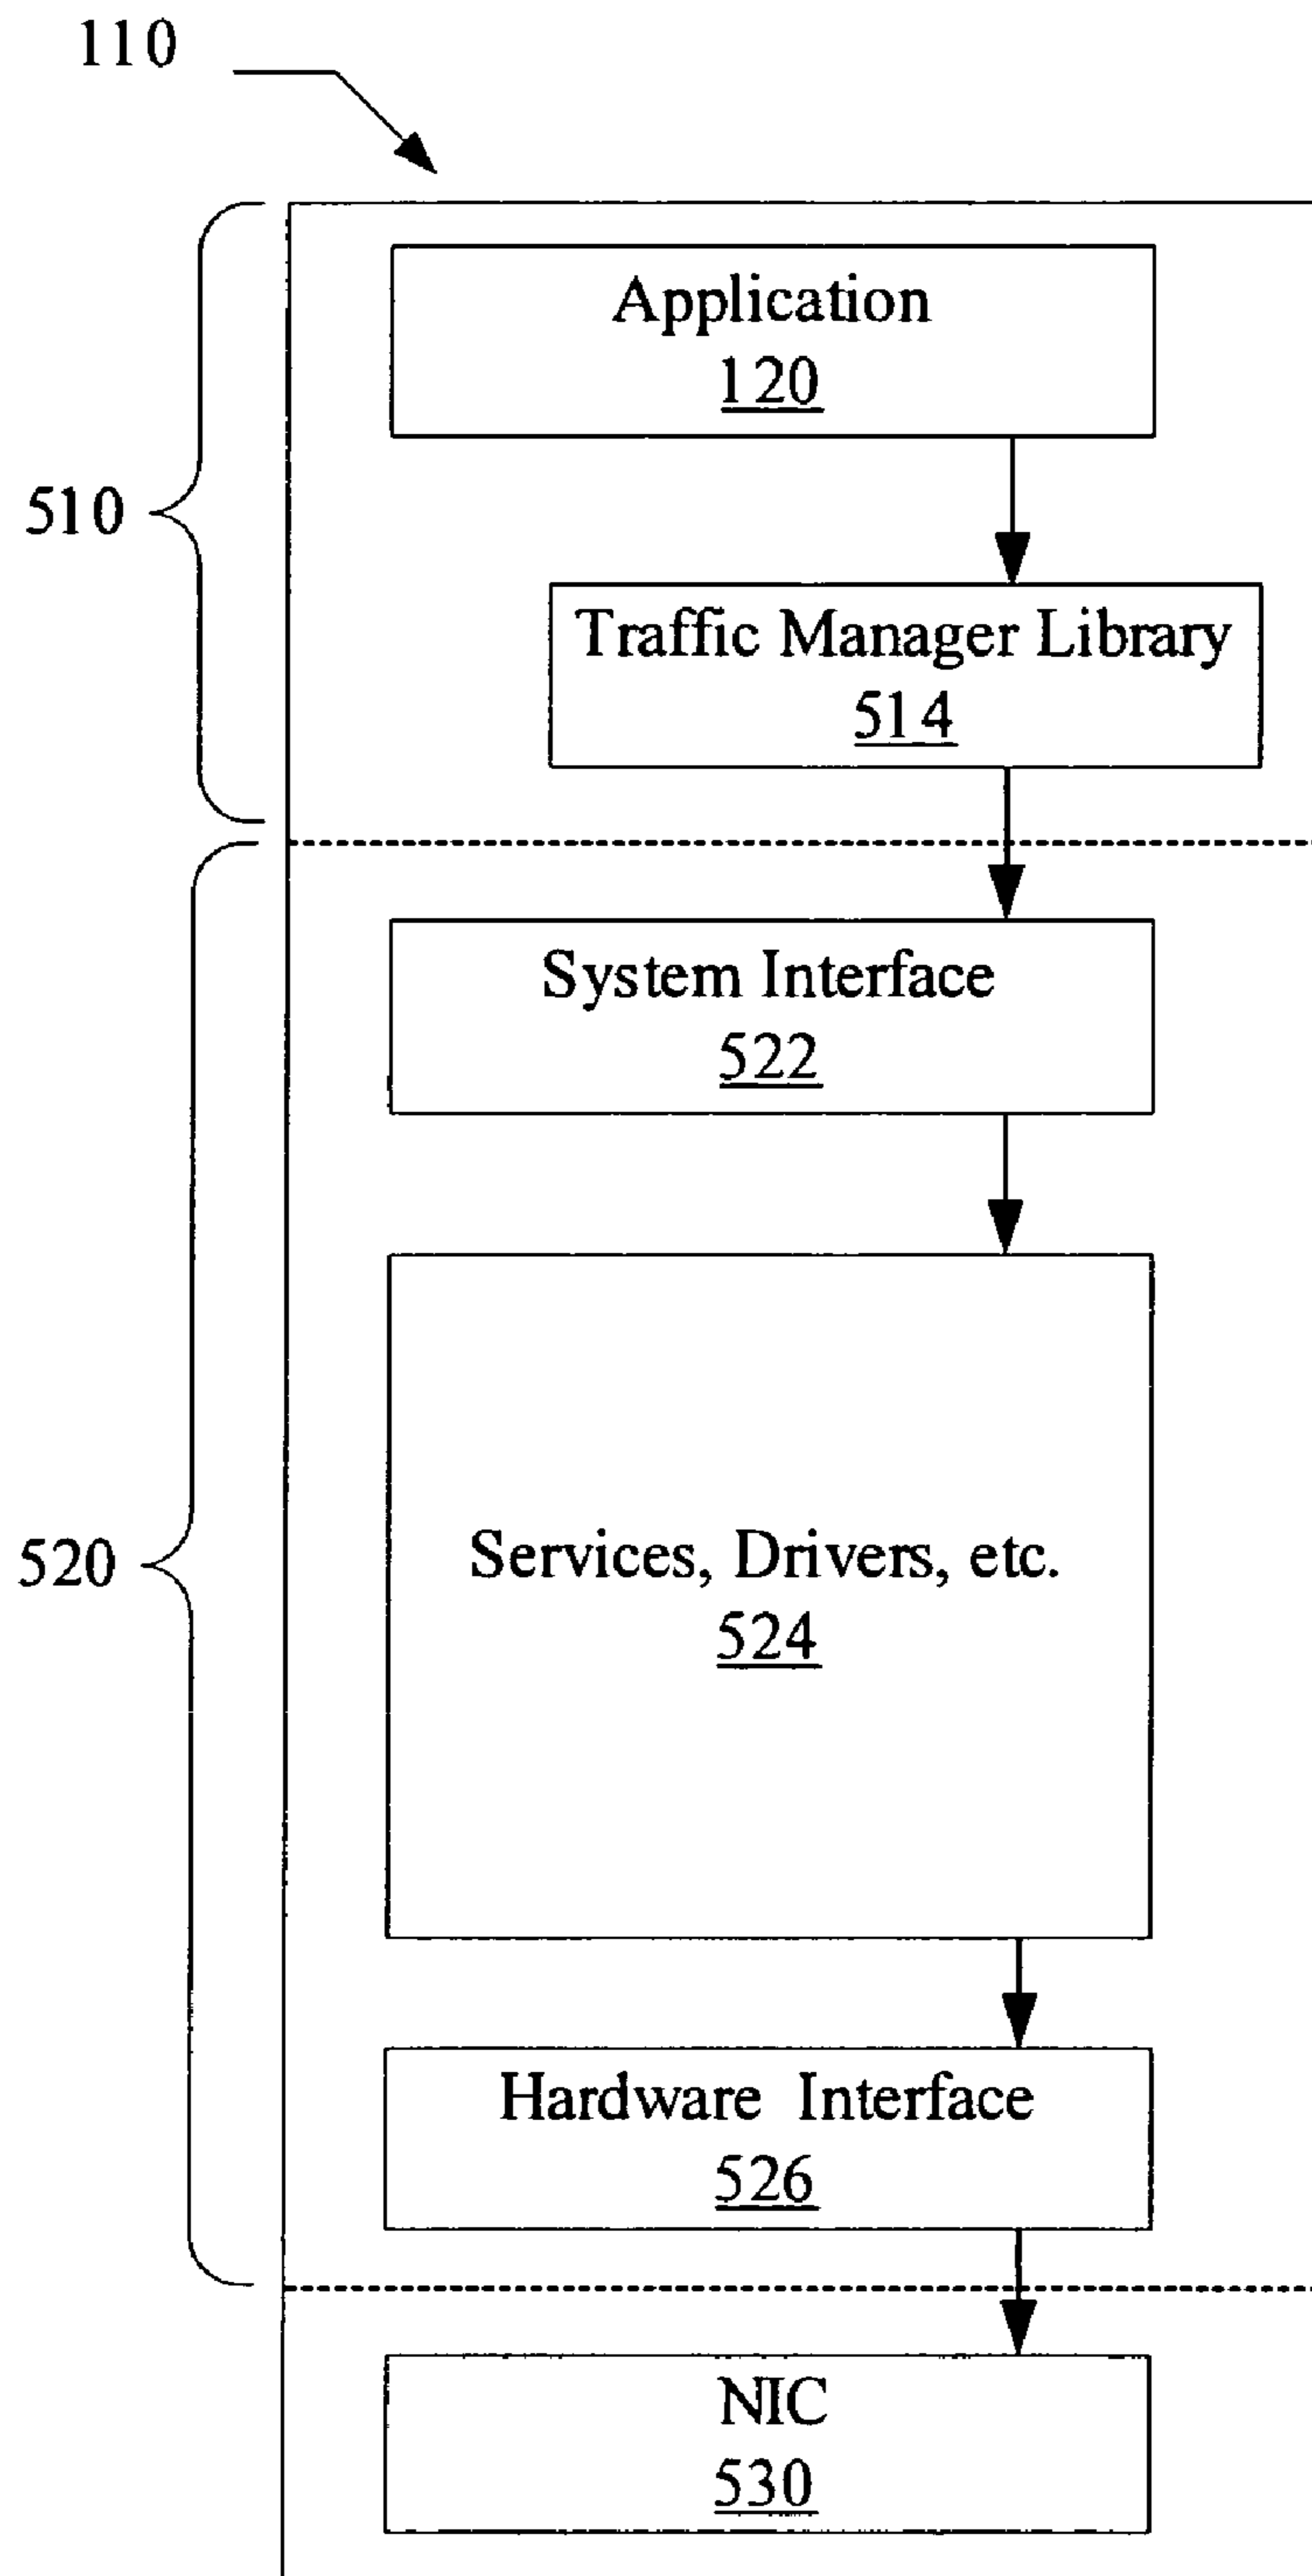 110
Application
120
510
Traffic Manager Library
514
System Interface
522
Services, Drivers, etc.
520
524
Hardware Interface
526
NIC
530